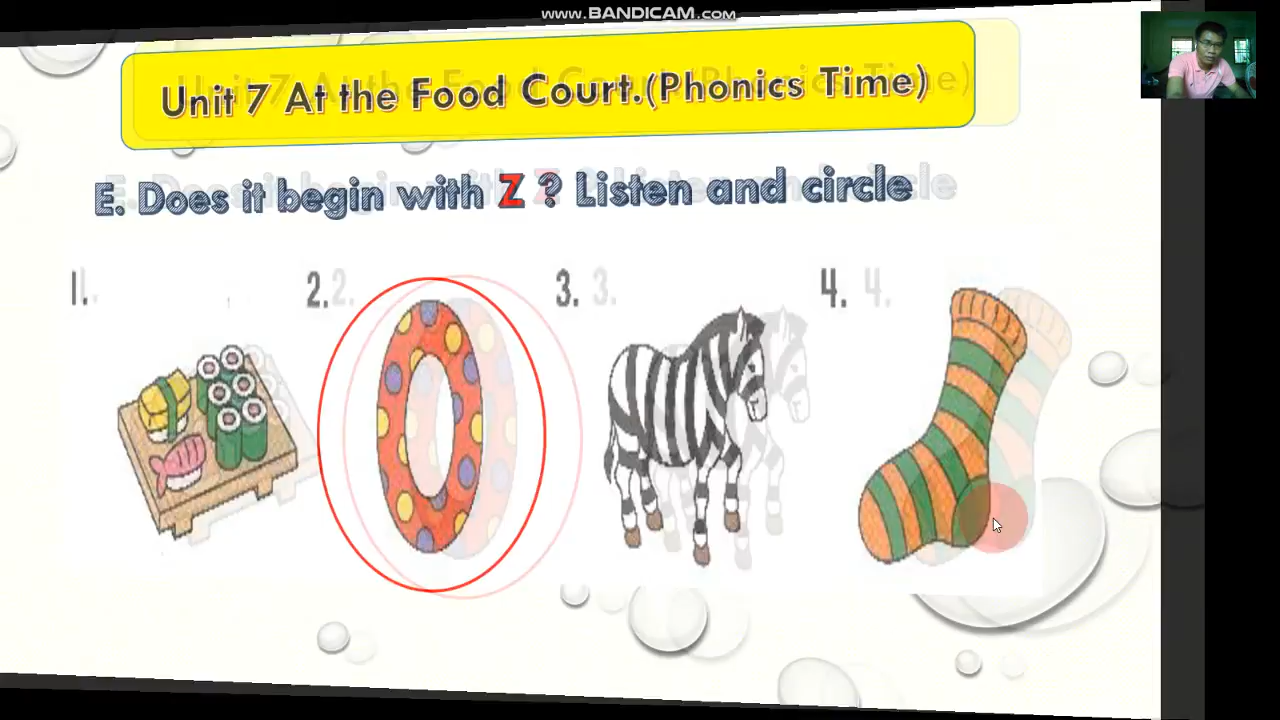 www.BANDICAM.com
Unit 7 At the Food Court.(Phonics Time)
E. Does it begin with Z ? Listen and circle
1. 2. 3. 4.